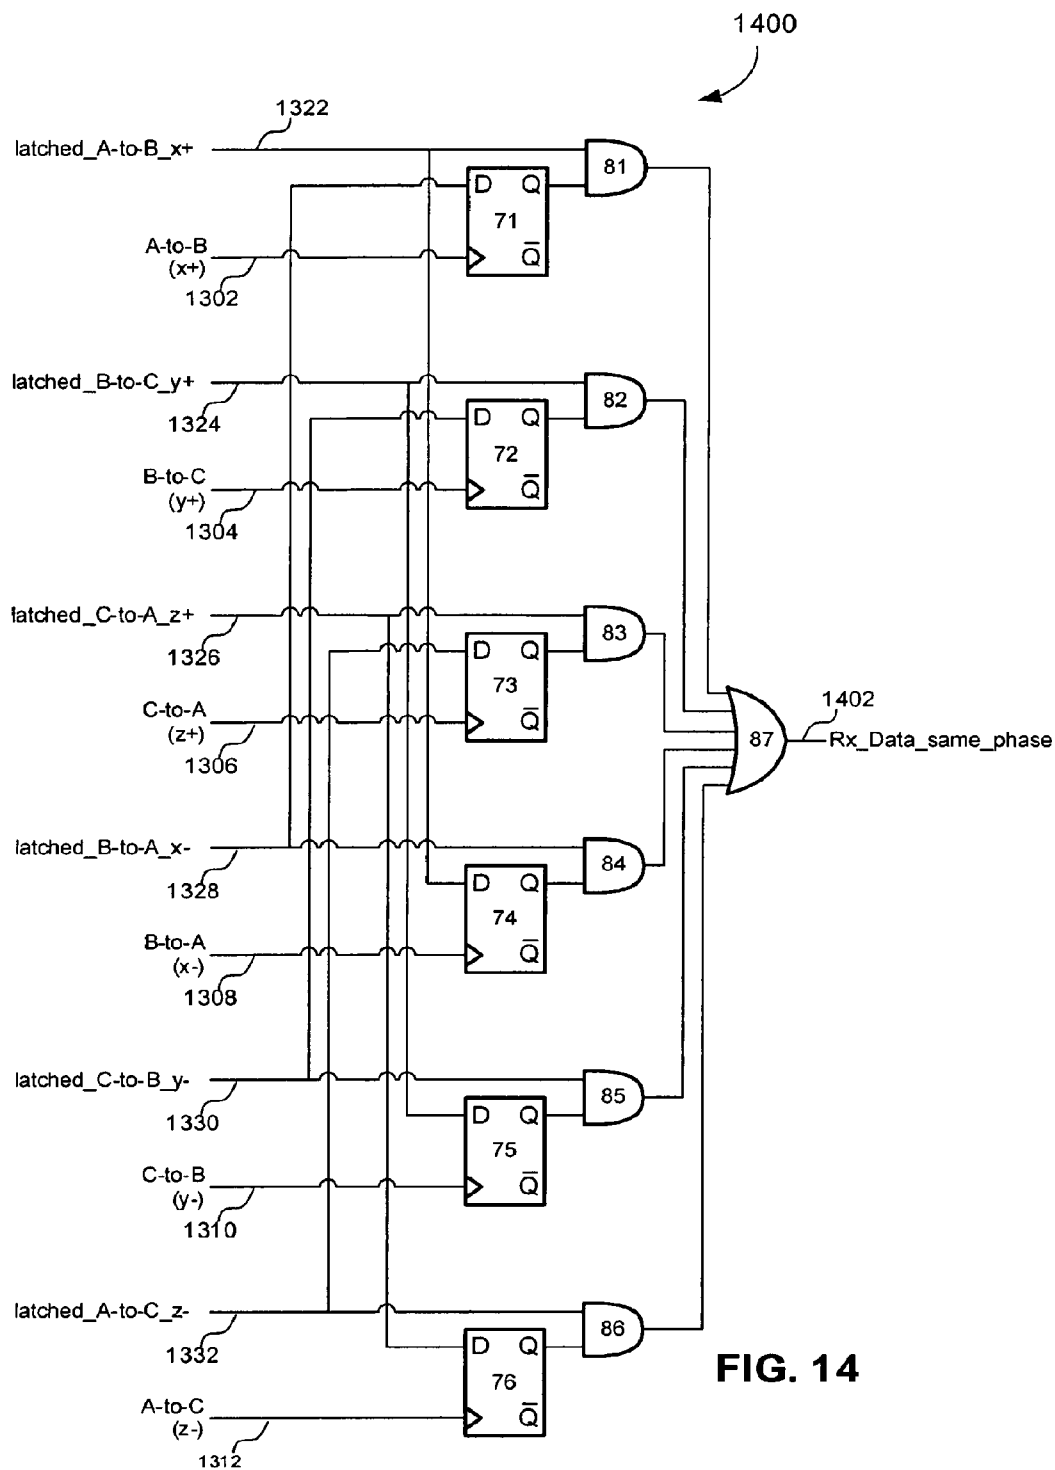 1400
1322
latched_A-to-B_x+
81
D Q
71
A-to-B
(x+)
Q
1302
latched_B-to-C_y+
82
1324
D Q
72
B-to-C
(y+)
Q
1304
latched_C-to-A_z+
83
1326
D Q
73
C-to-A
(z+)
Q
1306
1402
87
Rx_Data_same_phase
latched_B-to-A_x-
84
1328
D Q
74
B-to-A
(x-)
Q
1308
latched_C-to-B_y-
85
1330
D Q
75
C-to-B
(y-)
Q
1310
latched_A-to-C_z-
86
1332
D Q
76
A-to-C
(z-)
Q
1312
FIG. 14